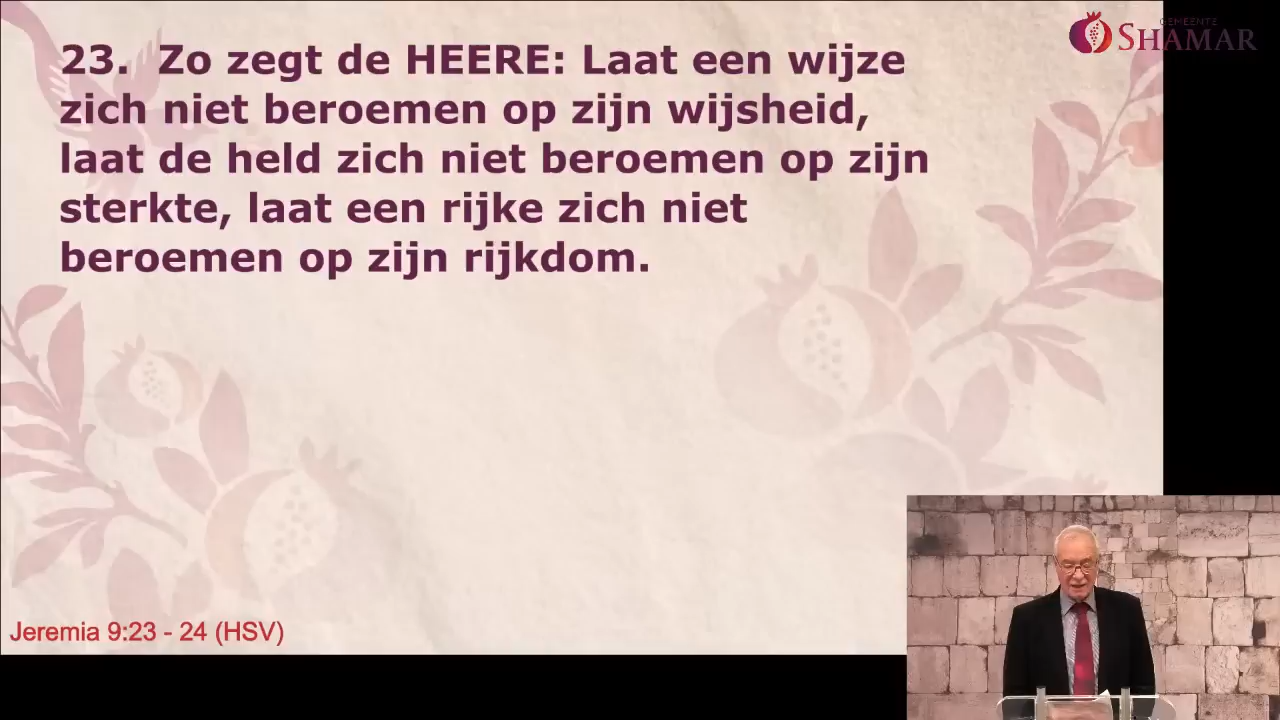 GEMEENTE
SHAMAR
23. Zo zegt de HEERE: Laat een wijze
zich niet beroemen op zijn wijsheid,
laat de held zich niet beroemen op zijn
sterkte, laat een rijke zich niet
beroemen op zijn rijkdom.
Jeremia 9:23 - 24 (HSV)